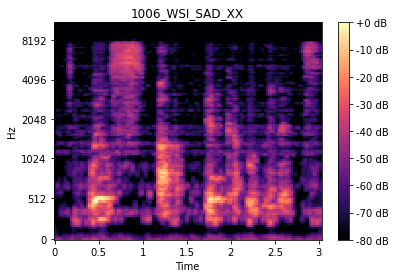 1006_WSI_SAD_XX
8192
4096
2048
1024
512
0
Hz
0
0.5
1
1.5
2
2.5
3
Time
+0 dB
-10 dB
-20 dB
-30 dB
-40 dB
-50 dB
-60 dB
-70 dB
-80 dB